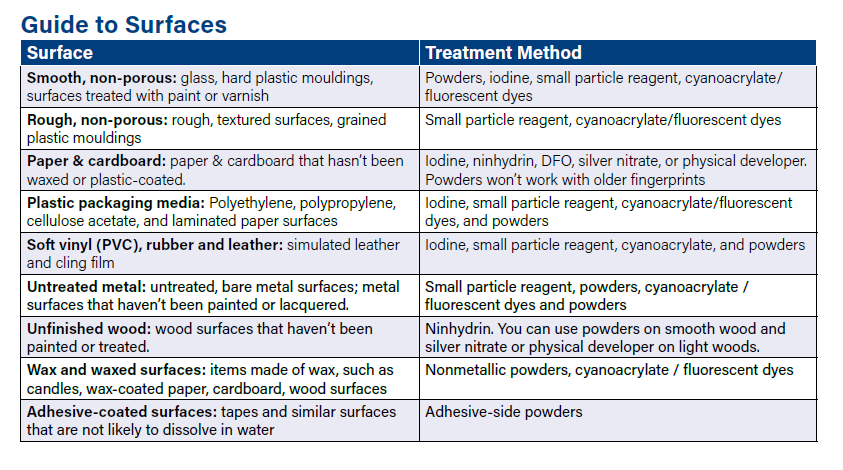 Guide to Surfaces
Surface
Treatment Method
Smooth, non-porous: glass, hard plastic mouldings,
surfaces treated with paint or varnish
Powders, iodine, small particle reagent, cyanoacrylate/
fluorescent dyes
Rough, non-porous: rough, textured surfaces, grained
plastic mouldings
Small particle reagent, cyanoacrylate/fluorescent dyes
Paper & cardboard: paper & cardboard that hasn't been
waxed or plastic-coated.
Iodine, ninhydrin, DFO, silver nitrate, or physical developer.
Powders won't work with older fingerprints
Plastic packaging media: Polyethylene, polypropylene,
cellulose acetate, and laminated paper surfaces
Iodine, small particle reagent, cyanoacrylate/fluorescent
dyes, and powders
Soft vinyl (PVC), rubber and leather: simulated leather
and cling film
Iodine, small particle reagent, cyanoacrylate, and powders
Untreated metal: untreated, bare metal surfaces; metal
surfaces that haven't been painted or lacquered.
Small particle reagent, powders, cyanoacrylate /
fluorescent dyes and powders
Unfinished wood: wood surfaces that haven't been
painted or treated.
Ninhydrin. You can use powders on smooth wood and
silver nitrate or physical developer on light woods.
Wax and waxed surfaces: items made of wax, such as
candles, wax-coated paper, cardboard, wood surfaces
Nonmetallic powders, cyanoacrylate / fluorescent dyes
Adhesive-coated surfaces: tapes and similar surfaces
that are not likely to dissolve in water
Adhesive-side powders